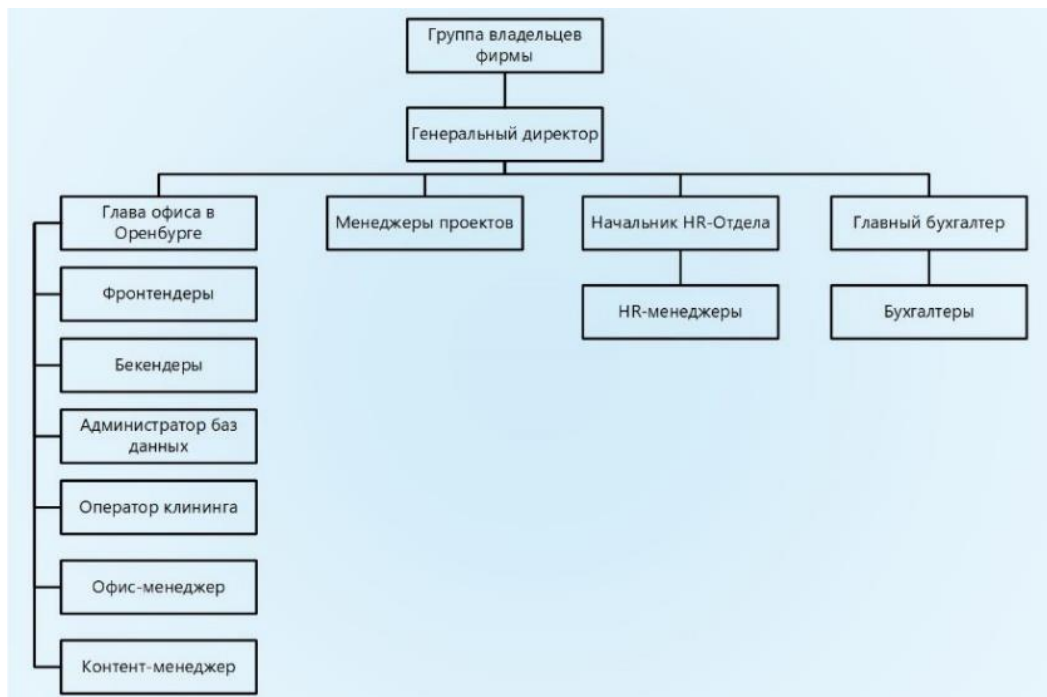 Группа владельцев
фирмы
Генеральный директор
Глава офиса в
Оренбурге
Менеджеры проектов
Начальник HR-Отдела
Главный бухгалтер
Фронтендеры
HR-менеджеры
Бухгалтеры
Бекендеры
Администратор баз
данных
Оператор клининга
Офис-менеджер
Контент-менеджер